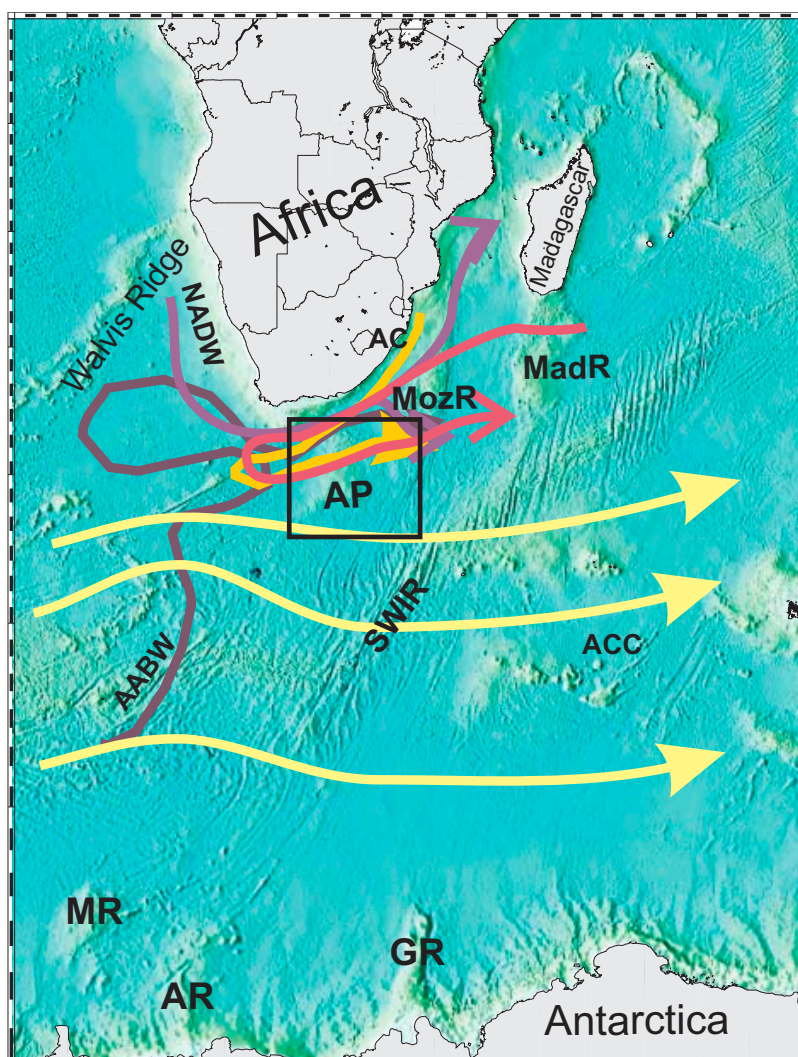 Africa
Madagascar
Walvis Ridge
NADW
AC
MadR
MozR
AP
SWIR
ACC
AABW
MR
GR
AR
Antarctica